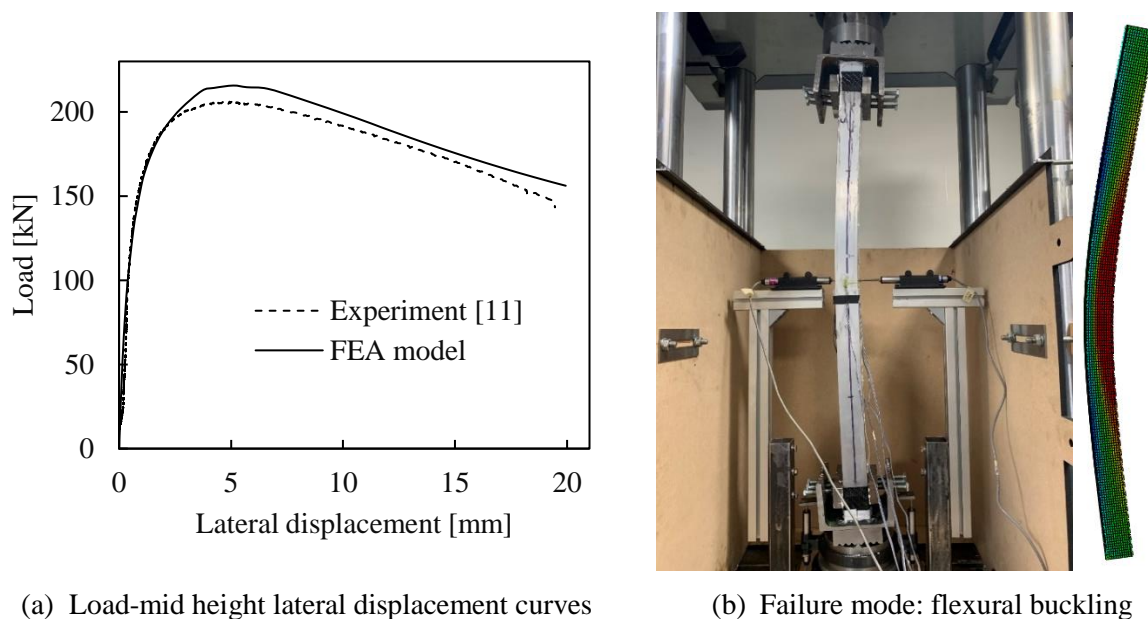 200
150
100
50
0
Load [kN]
Experiment [11]
FEA model
0 5 10 15 20
Lateral displacement [mm]
(a) Load-mid height lateral displacement curves
(b) Failure mode: flexural buckling